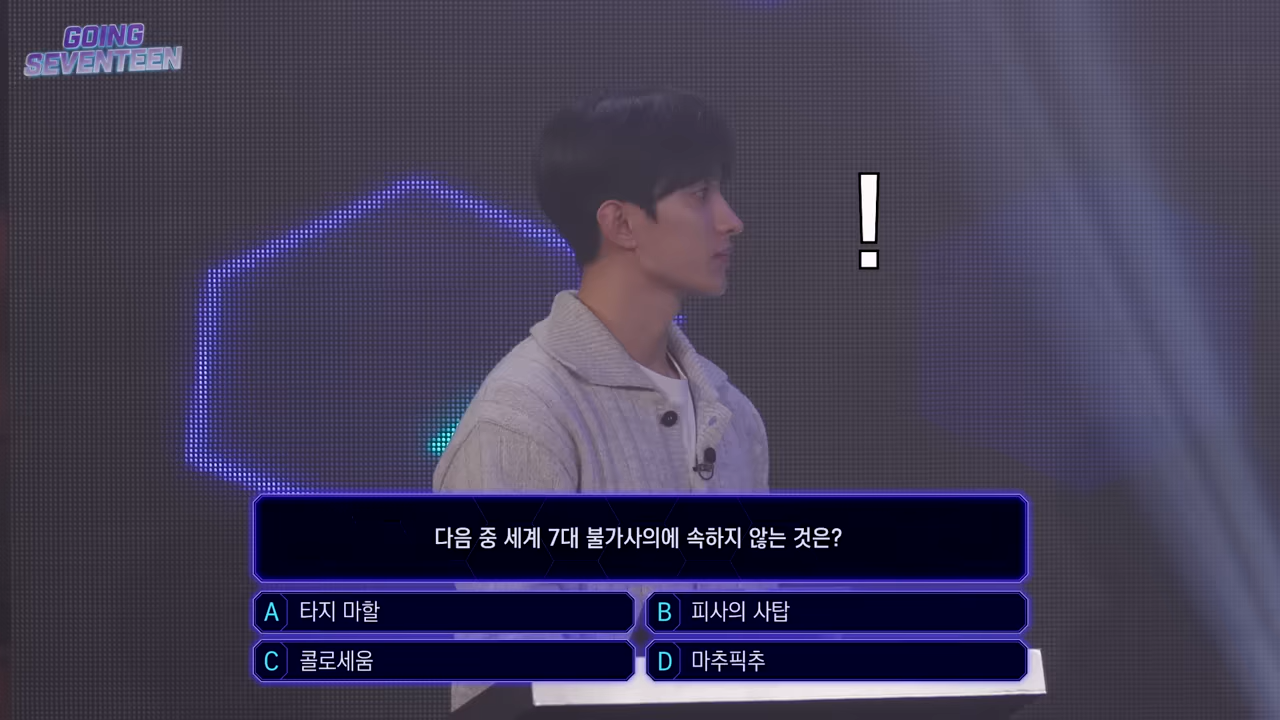 GOING
SEVENTEEN
!
다음 중 세계 7대 불가사의에 속하지 않는 것은?
A 타지 마할
B 피사의 사탑
C 콜로세움
D 마추픽추